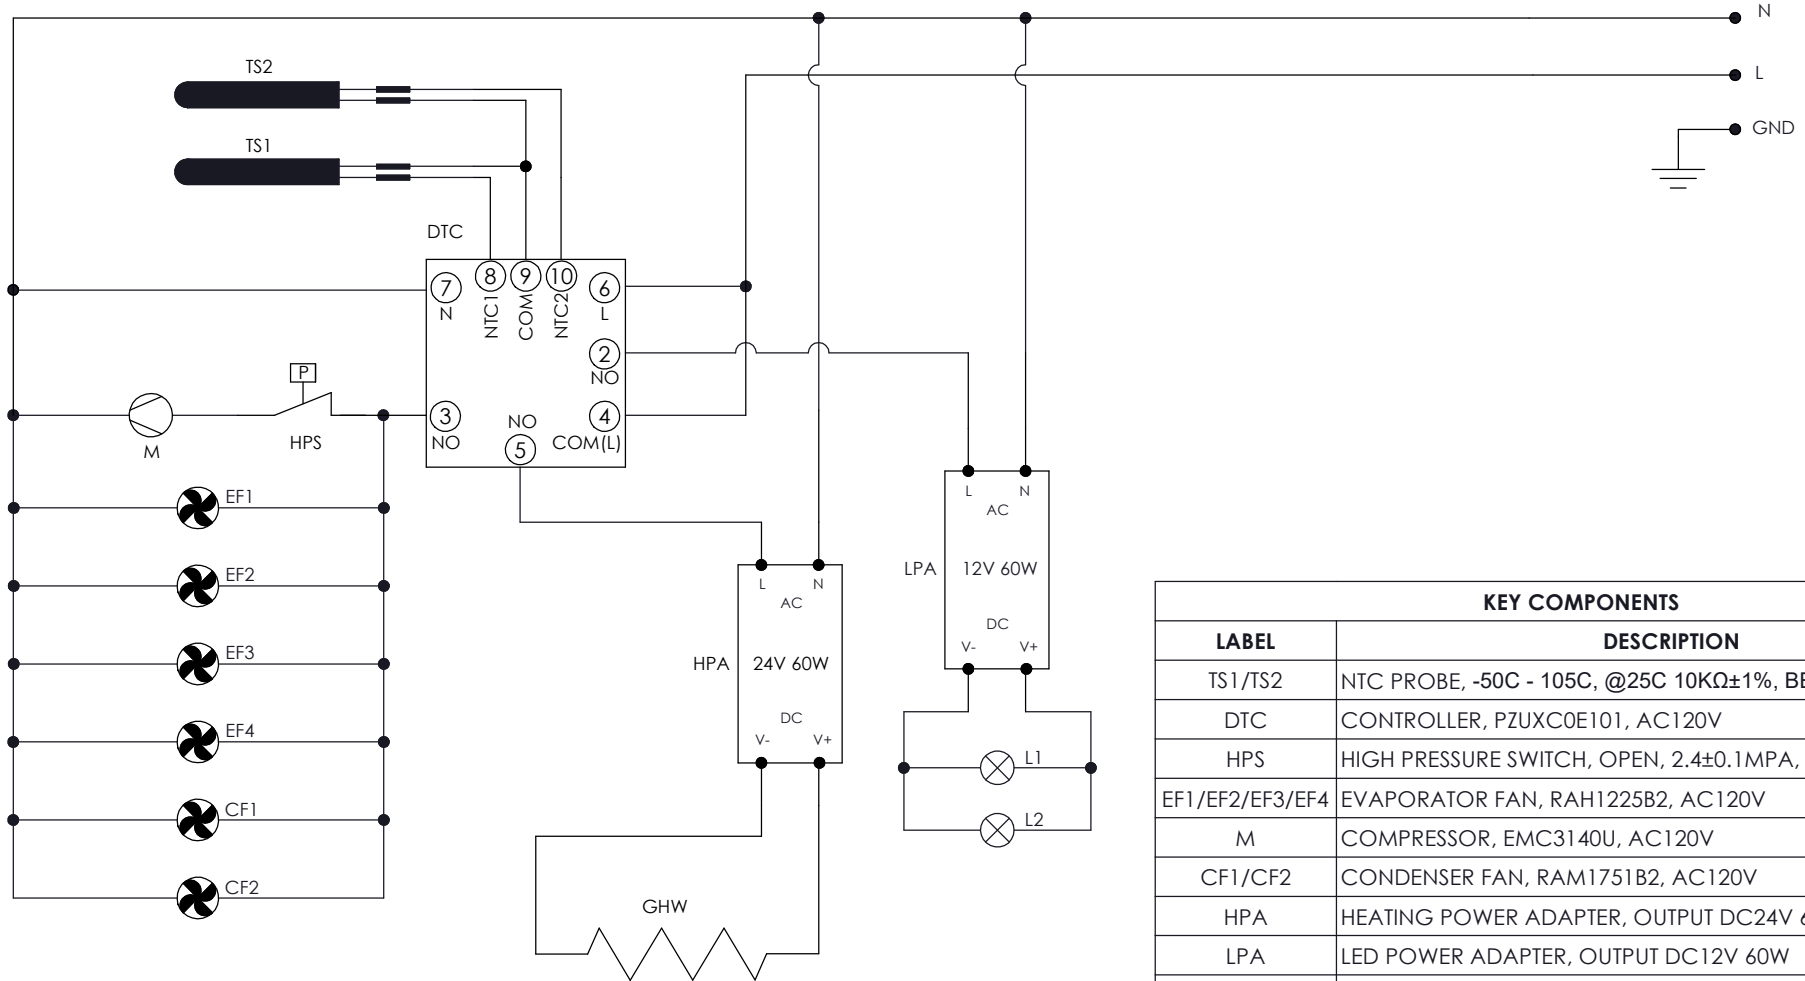 N
TS2
L
GND
TS1
DTC
7
8
9
10
6
N
NTC1
COM
NTC2
L
2
NO
P
3
NO
4
M
HPS
NO
5
COM(L)
EF1
L
N
AC
EF2
LPA
12V 60W
L
N
AC
DC
V-
V+
EF3
HPA
24V 60W
DC
V-
V+
EF4
L1
CF1
L2
CF2
GHW
KEY COMPONENTS
LABEL DESCRIPTION
TS1/TS2 NTC PROBE, -50C - 105C, @25C 10KΩ±1%,
DTC CONTROLLER, PZUXC0E101, AC120V
HPS HIGH PRESSURE SWITCH, OPEN, 2.4±0.1MPA,
EF1/EF2/EF3/EF4 EVAPORATOR FAN, RAH1225B2, AC120V
M COMPRESSOR, EMC3140U, AC120V
CF1/CF2 CONDENSER FAN, RAM1751B2, AC120V
HPA HEATING POWER ADAPTER, OUTPUT DC24V
LPA LED POWER ADAPTER, OUTPUT DC12V 60W